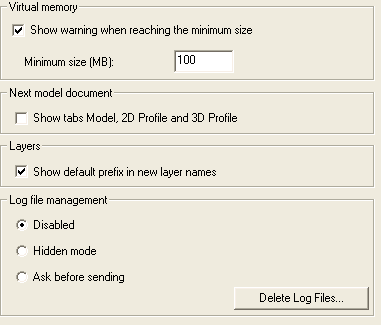 Virtual memory
Show warning when reaching the minimum size
Minimum size (MB): 100
Next model document
Show tabs Model, 2D Profile and 3D Profile
Layers
Show default prefix in new layer names
Log file management
Disabled
Hidden mode
Ask before sending
Delete Log Files...